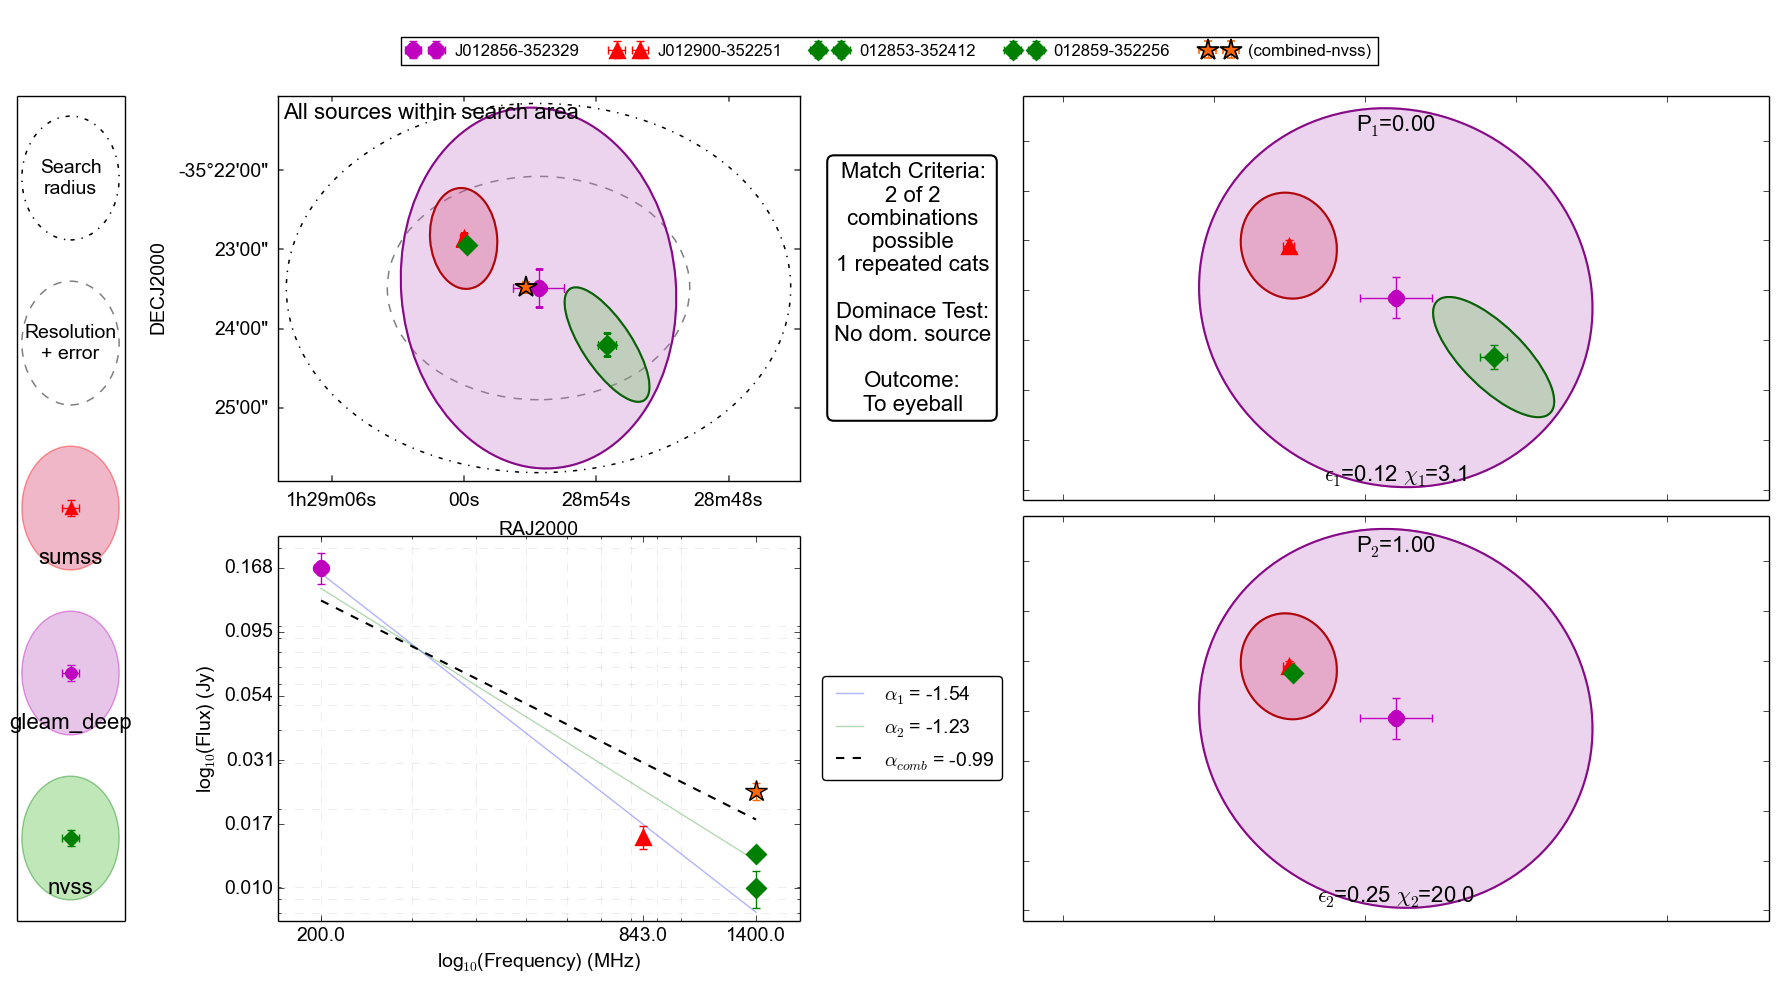 J012856-352329
J012900-352251
012853-352412
012859-352256
(combined-nvss)
Search
radius
Resolution
+ error
sumss
gleam_deep
nvss
All sources within search area
DECJ2000
-35°22'00"
23'00"
24'00"
25'00"
1h29m06s
00s
28m54s
28m48s
RAJ2000
Match Criteria:
2 of 2
combinations
possible
1 repeated cats
Dominace Test:
No dom. source
Outcome:
To eyeball
P1=0.00
ϵ1=0.12 χ1=3.1
P2=1.00
ϵ2=0.25 χ2=20.0
log10(Flux) (Jy)
0.168
0.095
0.054
0.031
0.017
0.010
200.0
843.0
1400.0
log10(Frequency) (MHz)
α1 = -1.54
α2 = -1.23
αcomb = -0.99